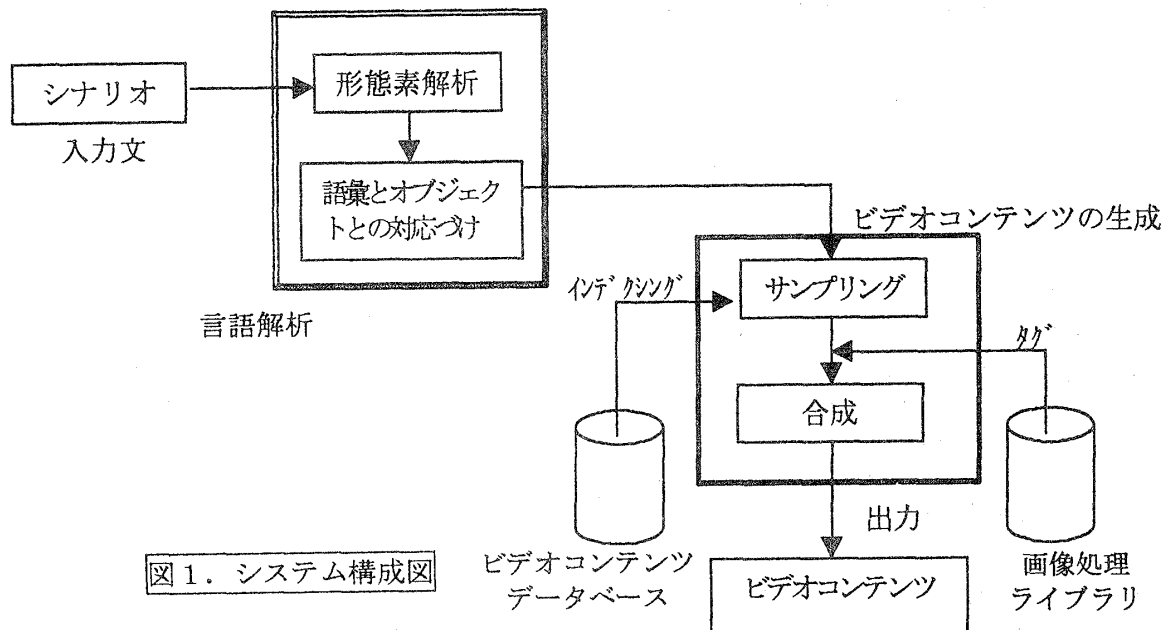 シナリオ
入力文
形態素解析
語彙とオブジェク
トとの対応づけ
言語解析
ビデオコンテンツの生成
インデクシング
サンプリング
タグ
合成
出力
ビデオコンテンツ
データベース
ビデオコンテンツ
画像処理
ライブラリ
図1．システム構成図